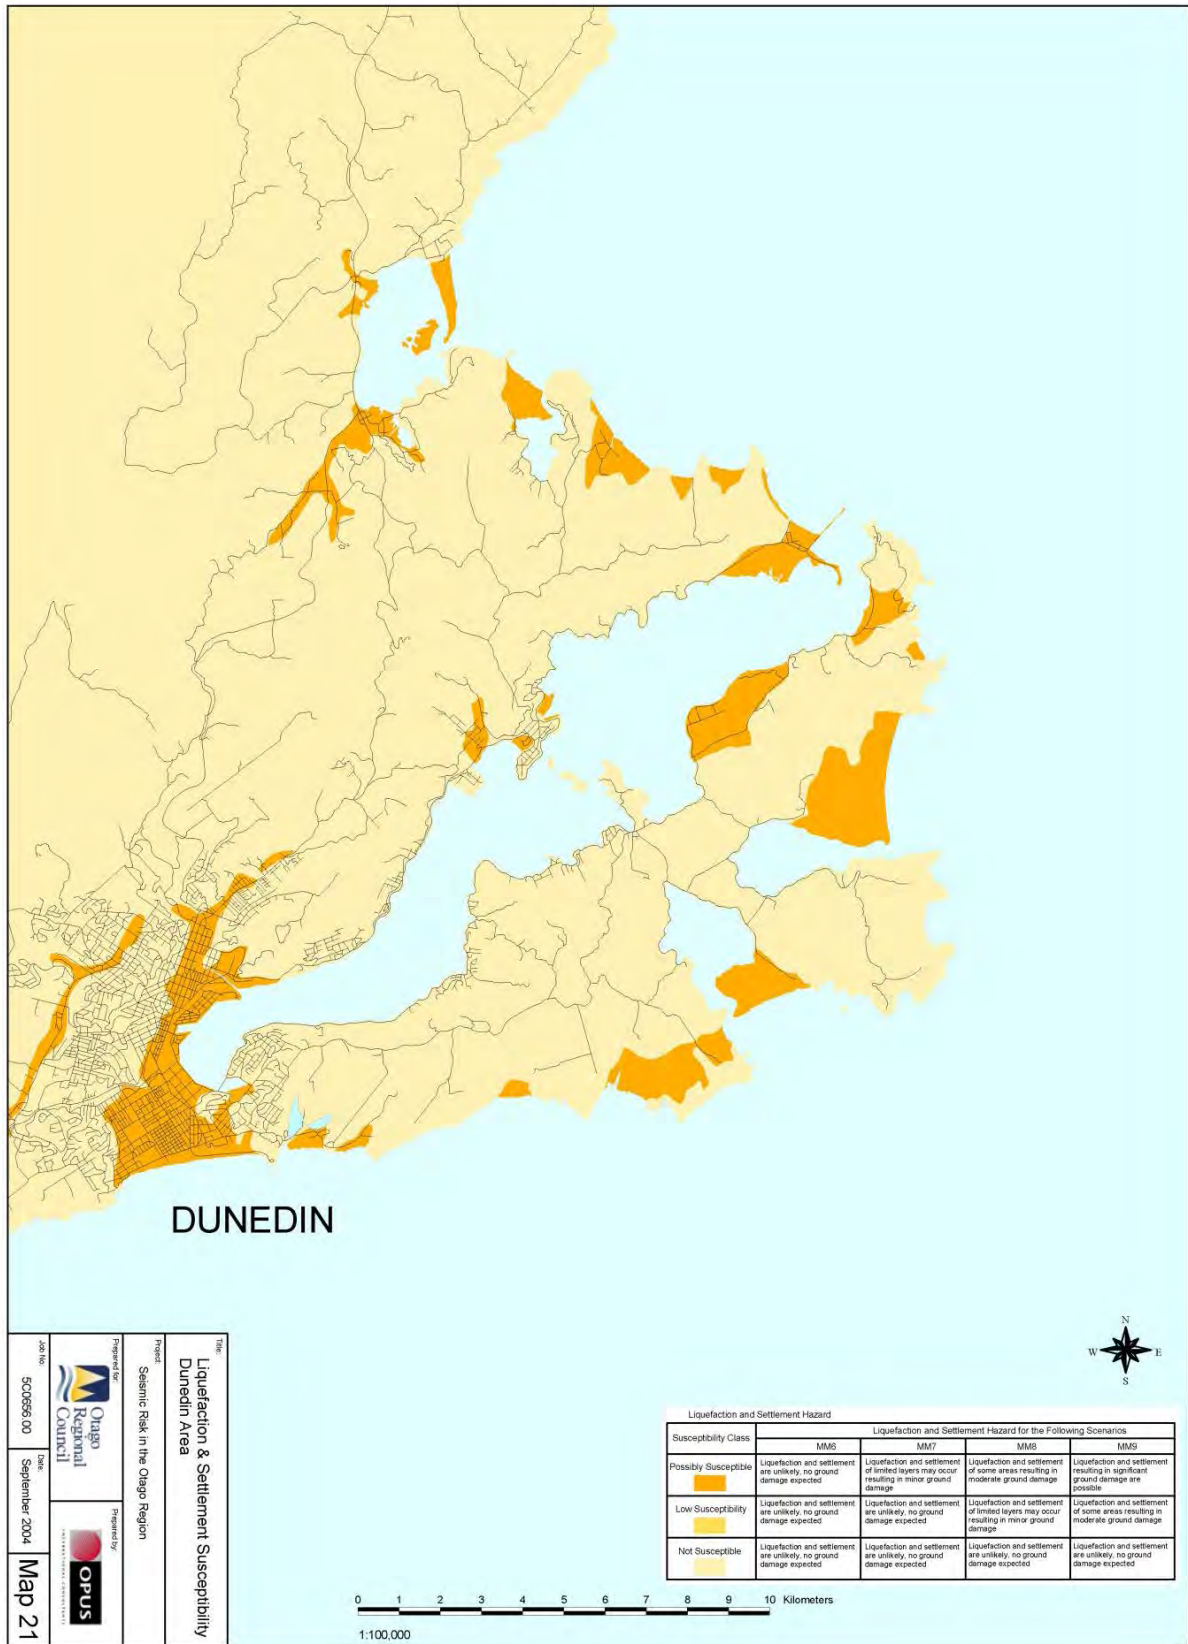 DUNEDIN
Title:
Liquefaction & Settlement Susceptibility
Dunedin Area
Project:
Seismic Risk in the Otago Region
Prepared for:
Otago
Regional
Council
Prepared by:
OPUS
INTERNATIONAL CONSULTANTS
Job No:
5C0656.00
Date:
September 2004
Map 21
N
W E
S
Liquefaction and Settlement Hazard
Susceptibility Class
Liquefaction and Settlement Hazard for the Following Scenarios
MM6 MM7 MM8 MM9
Possibly Susceptible
Liquefaction and settlement
are unlikely, no ground
damage expected
Liquefaction and settlement
of limited layers may occur
resulting in minor ground
damage
Liquefaction and settlement
of some areas resulting in
moderate ground damage
Liquefaction and settlement
resulting in significant
ground damage are
possible
Low Susceptibility
Liquefaction and settlement
are unlikely, no ground
damage expected
Liquefaction and settlement
are unlikely, no ground
damage expected
Liquefaction and settlement
of limited layers may occur
resulting in minor ground
damage
Liquefaction and settlement
of some areas resulting in
moderate ground damage
Not Susceptible
Liquefaction and settlement
are unlikely, no ground
damage expected
Liquefaction and settlement
are unlikely, no ground
damage expected
Liquefaction and settlement
are unlikely, no ground
damage expected
Liquefaction and settlement
are unlikely, no ground
damage expected
0 1 2 3 4 5 6 7 8 9 10 Kilometers
1:100,000